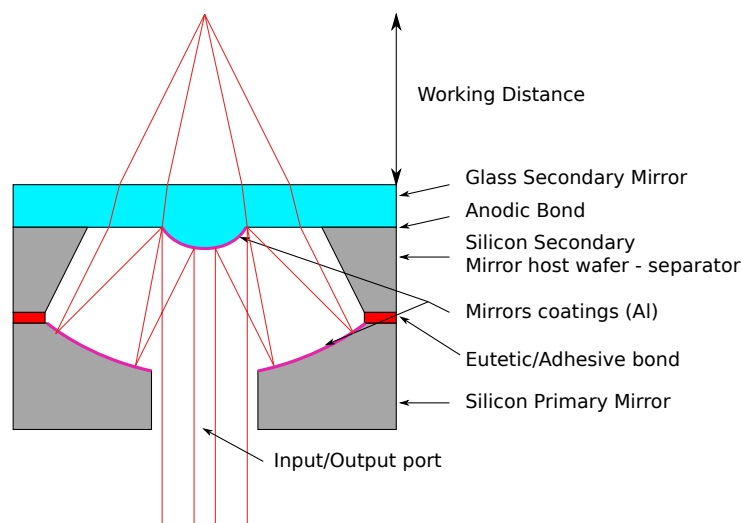 Working Distance
Glass Secondary Mirror
Anodic Bond
Silicon Secondary
Mirror host wafer - separator
Mirrors coatings (Al)
Eutetic/Adhesive bond
Silicon Primary Mirror
Input/Output port